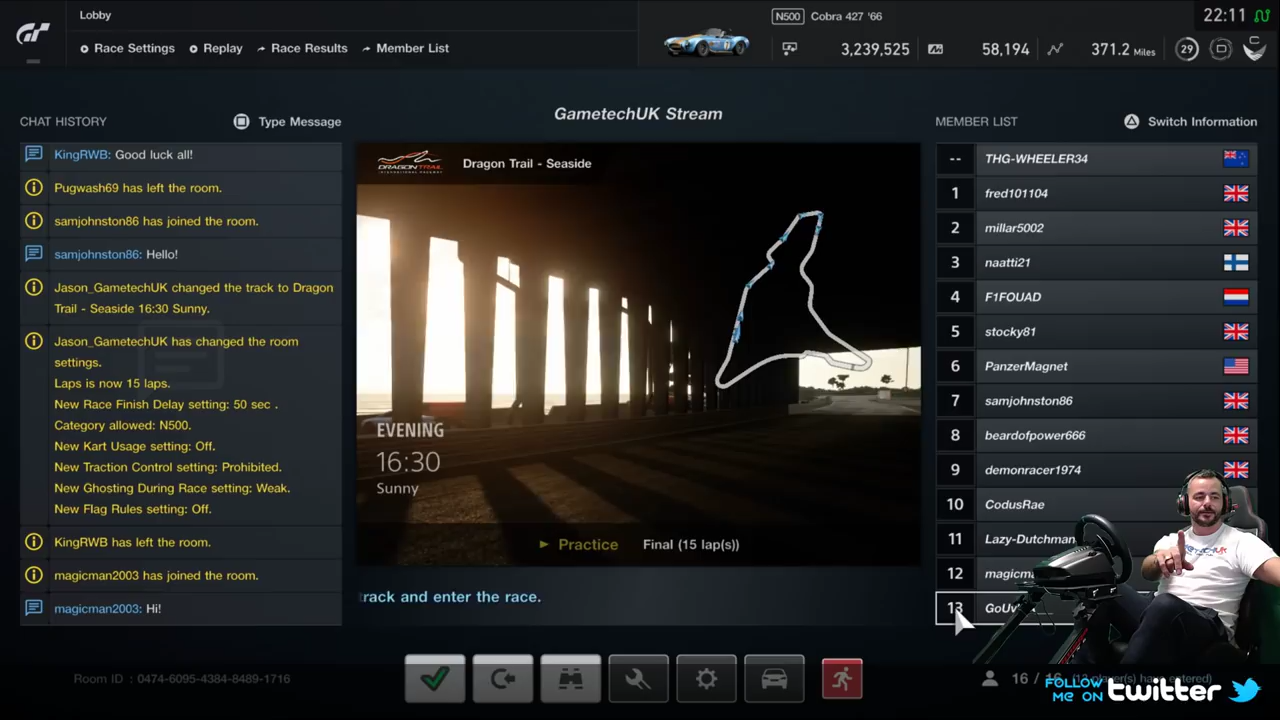 Lobby
Race Settings
Replay
Race Results
Member List
N500 Cobra 427 '66
3,239,525
58,194
371.2 Miles
29
C
22:11
CHAT HISTORY
Type Message
KingRWB: Good luck all!
Pugwash69 has left the room.
samjohnston86 has joined the room.
samjohnston86: Hello!
Jason_GametechUK changed the track to Dragon
Trail - Seaside 16:30 Sunny.
Jason_GametechUK has changed the room
settings.
Laps is now 15 laps.
New Race Finish Delay setting: 50 sec .
Category allowed: N500.
New Kart Usage setting: Off.
New Traction Control setting: Prohibited.
New Ghosting During Race setting: Weak.
New Flag Rules setting: Off.
KingRWB has left the room.
magicman2003 has joined the room.
magicman2003: Hi!
Room ID : 0474-6095-4384-8489-1716
GametechUK Stream
DRAGON TRAIL
Dragon Trail - Seaside
EVENING
16:30
Sunny
Practice
Final (15 lap(s))
track and enter the race.
MEMBER LIST
Switch Information
-- THG-WHEELER34
1 fred101104
2 millar5002
3 naatti21
4 F1FOUAD
5 stocky81
6 PanzerMagnet
7 samjohnston86
8 beardofpower666
9 demonracer1974
10 CodusRae
11 Lazy-Dutchman
12 magicma
13 GoUv
16 / 16
FOLLOW
ME ON twitter